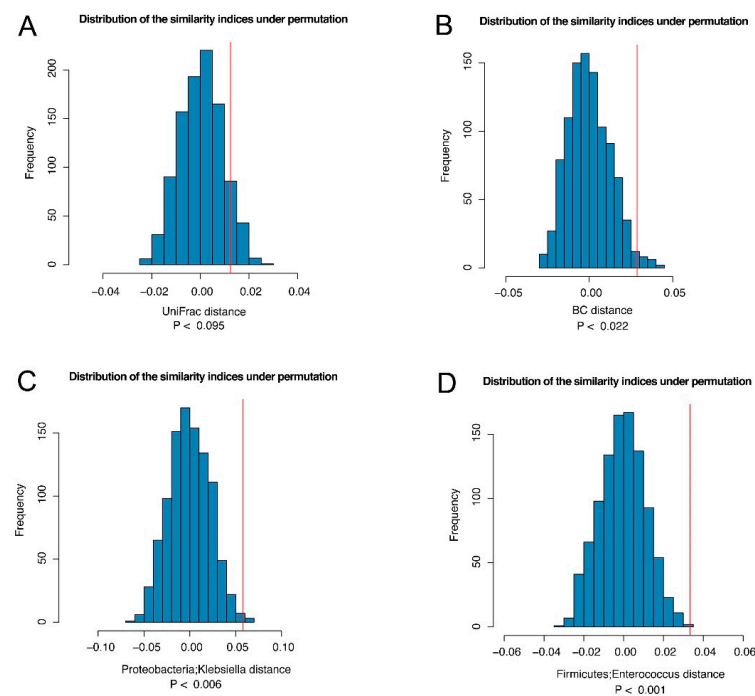 A
Distribution of the similarity indices under permutation
Frequency
200
150
100
50
0
−0.04
−0.02
0.00
0.02
0.04
UniFrac distance
P < 0.095
B
Distribution of the similarity indices under permutation
Frequency
150
100
50
0
−0.05
0.00
0.05
BC distance
P < 0.022
C
Distribution of the similarity indices under permutation
Frequency
150
100
50
0
−0.10
−0.05
0.00
0.05
0.10
Proteobacteria;Klebsiella distance
P < 0.006
D
Distribution of the similarity indices under permutation
Frequency
150
100
50
0
−0.06
−0.04
−0.02
0.00
0.02
0.04
0.06
Firmicutes;Enterococcus distance
P < 0.001